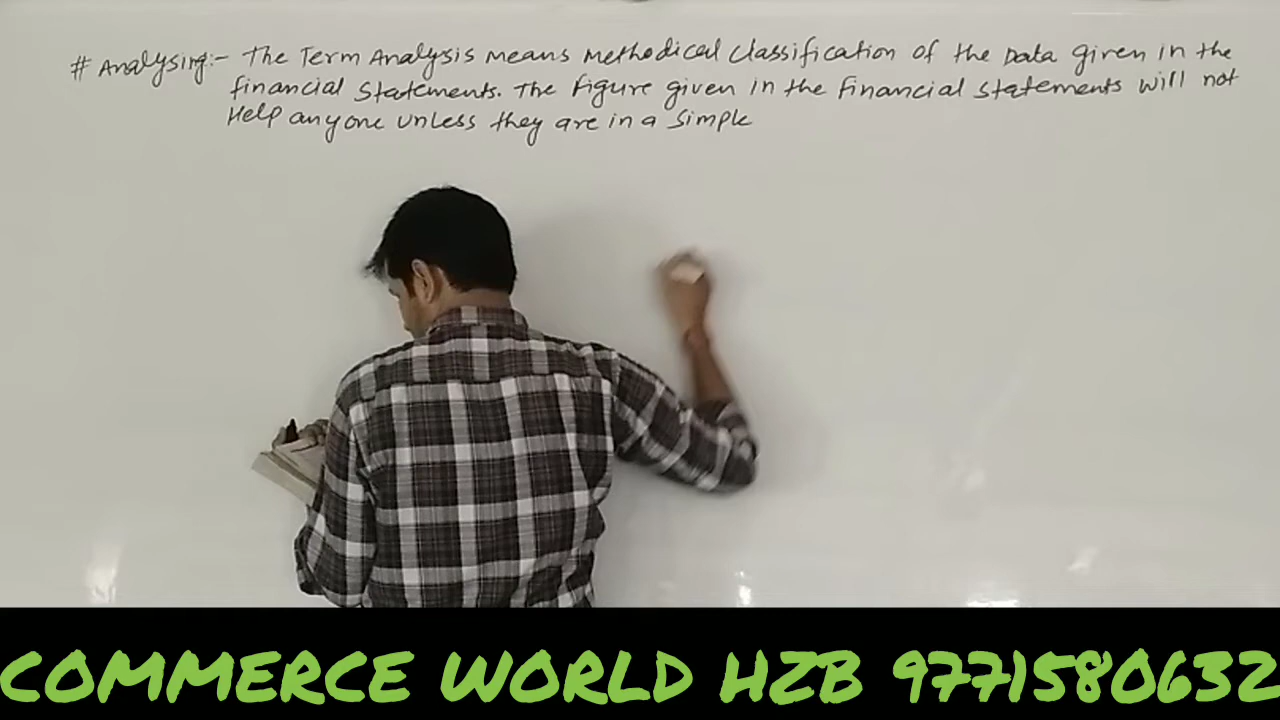 # Analysing:- The Term Analysis means methodical classification of the Data given in the
financial statements. The figure given in the financial statements will not
Help anyone unless they are in a simple
COMMERCE WORLD HZB 9771580632